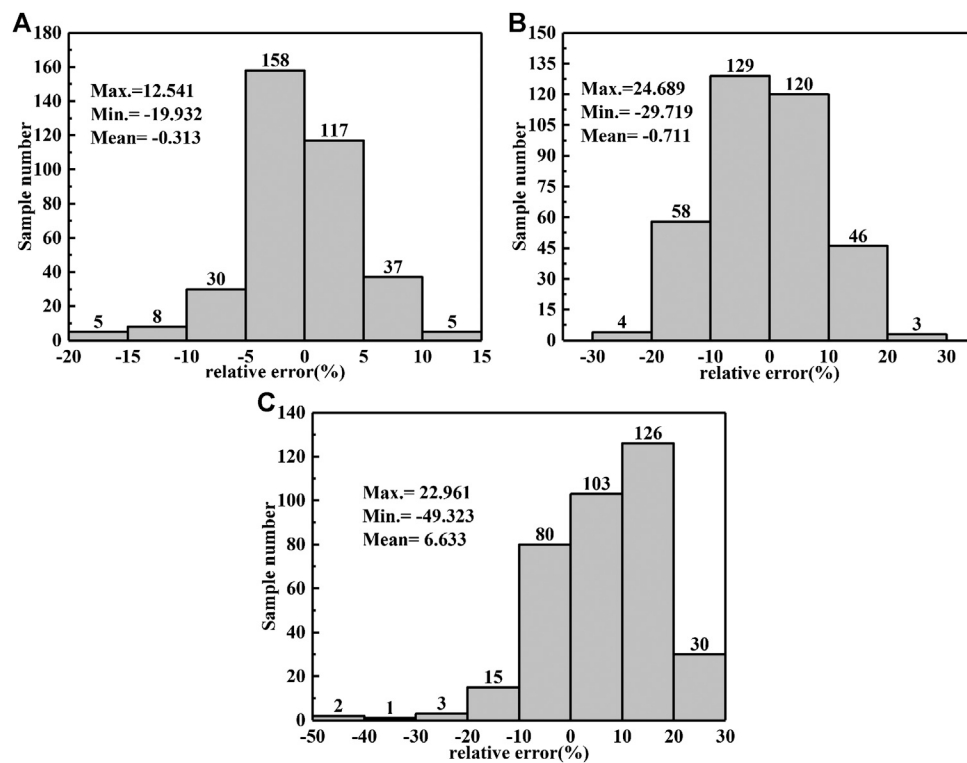 A
180
160
140
120
100
80
60
40
20
0
Sample number
Max.=12.541
Min.= -19.932
Mean= -0.313
5
8
30
158
117
37
5
-20 -15 -10 -5 0 5 10 15
relative error(%)
B
150
135
120
105
90
75
60
45
30
15
0
Sample number
Max.=24.689
Min.= -29.719
Mean= -0.711
4
58
129
120
46
3
-30 -20 -10 0 10 20 30
relative error(%)
C
140
120
100
80
60
40
20
0
Sample number
Max.= 22.961
Min.= -49.323
Mean= 6.633
2
1
3
15
80
103
126
30
-50 -40 -30 -20 -10 0 10 20 30
relative error(%)